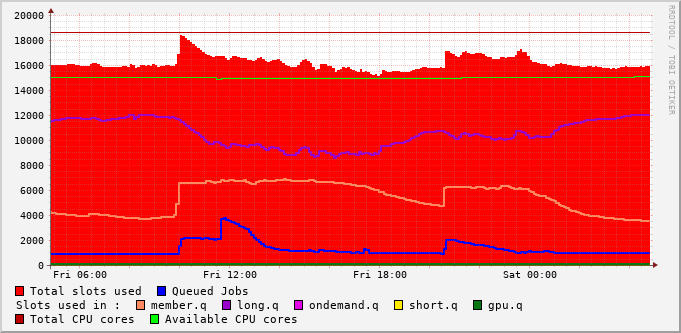 20000
18000
16000
14000
12000
10000
8000
6000
4000
2000
0
Fri 06:00 Fri 12:00 Fri 18:00 Sat 00:00
RRDTOOL / TOBI OETIKER
Total slots used Queued Jobs
Slots used in : member.q long.q ondemand.q short.q gpu.q
Total CPU cores Available CPU cores